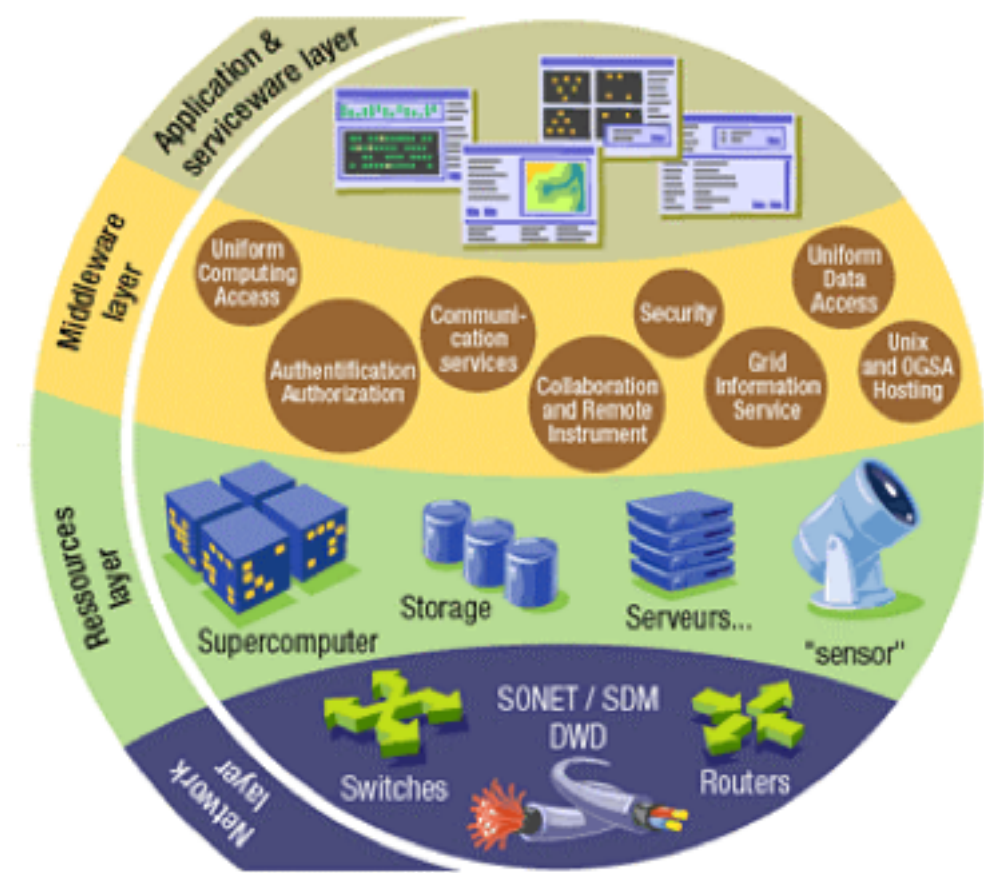 Application &
serviceware layer
Middleware
layer
Uniform
Computing
Access
Authentification
Authorization
Communi-
cation
services
Collaboration
and Remote
Instrument
Security
Grid
Information
Service
Uniform
Data
Access
Unix
and OGSA
Hosting
Ressources
layer
Supercomputer
Storage
Serveurs...
"sensor"
Network
layer
Switches
SONET / SDM
DWD
Routers